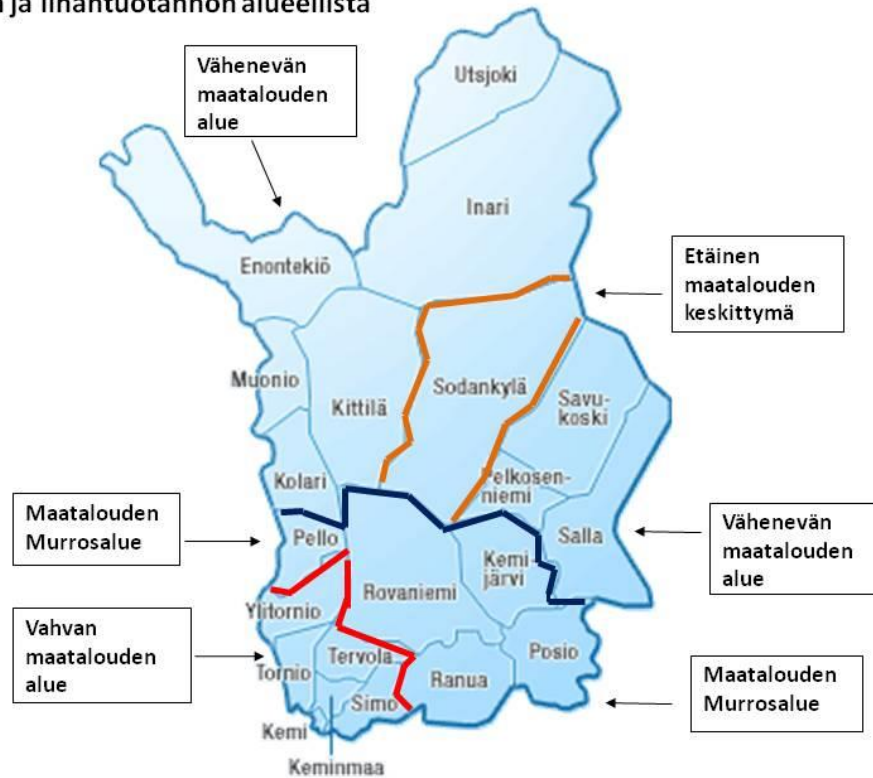 ja lihantuotannon alueellista
Vähenevän
maatalouden
alue
Utsjoki
Inari
Enontekiö
Etäinen
maatalouden
keskittymä
Muonio
Kittilä
Sodankylä
Savu-
koski
Kolari
Pelkosen-
niemi
Maatalouden
Murrosalue
Pello
Kemi-
järvi
Salla
Vähenevän
maatalouden
alue
Ylitornio
Rovaniemi
Vahvan
maatalouden
alue
Tornio
Tervola
Ranua
Posio
Maatalouden
Murrosalue
Simo
Kemi
Keminmaa